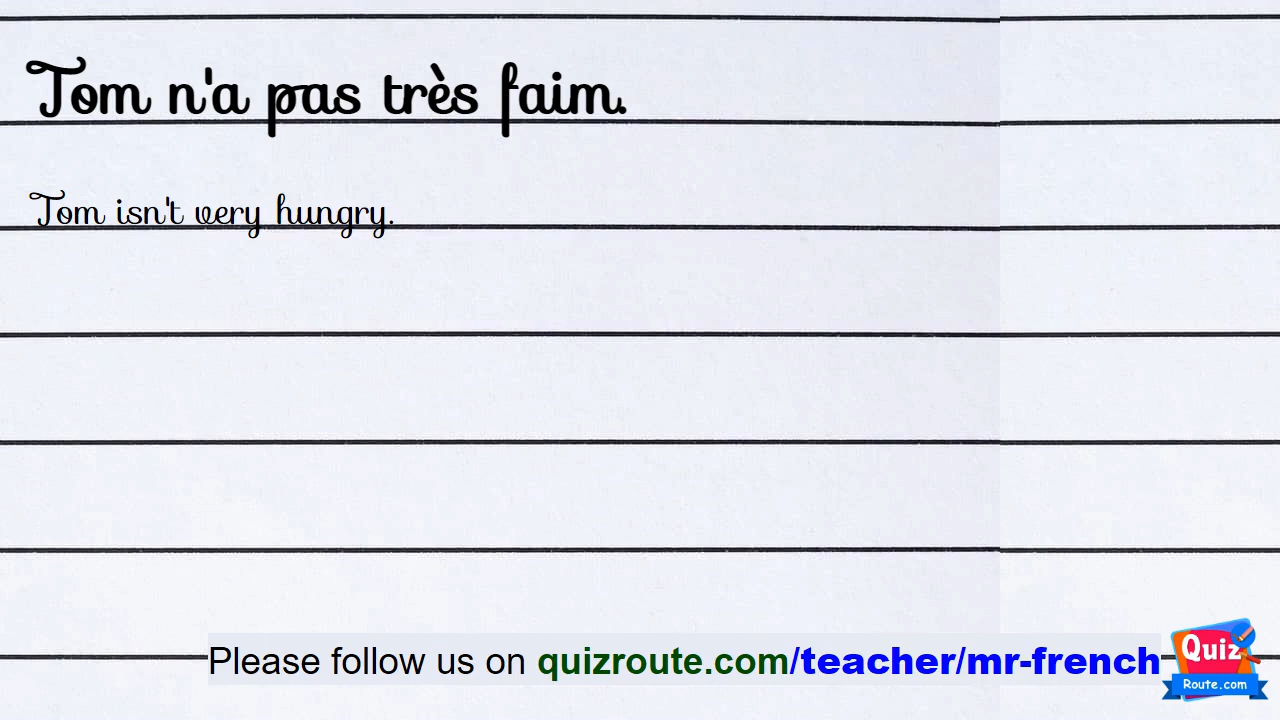 Tom n'a pas très faim.
Tom isn't very hungry.
Please follow us on quizroute.com/teacher/mr-french
Quiz
Route.com